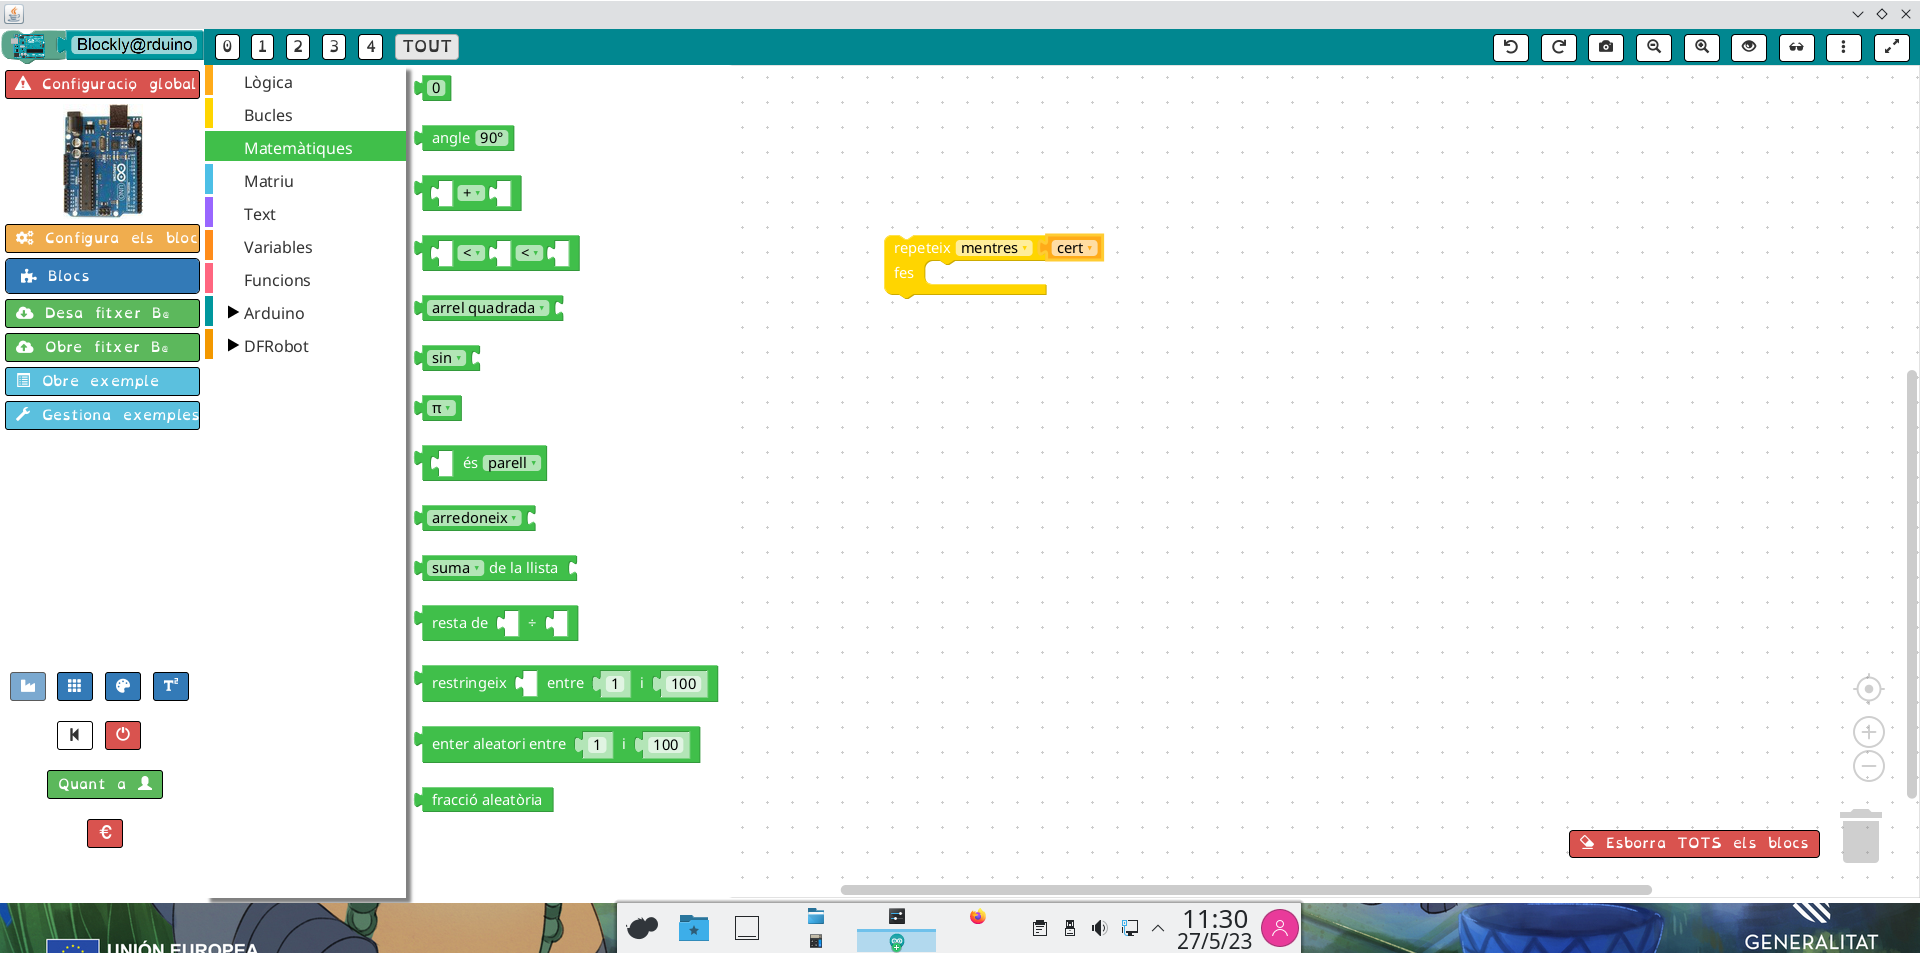 Blockly@rduino
0 1 2 3 4 TOUT
Configuració global
Configura els bloc
Blocs
Desa fitxer B@
Obre fitxer B@
Obre exemple
Gestiona exemples
T²
Quant a
€
Lògica
Bucles
Matemàtiques
Matriu
Text
Variables
Funcions
Arduino
DFRobot
0
angle 90°
+
< <
arrel quadrada
sin
π
és parell
arredoneix
suma de la llista
resta de ÷
restringeix entre 1 i 100
enter aleatori entre 1 i 100
fracció aleatòria
repeteix mentres cert
fes
Esborra TOTS els blocs
UNIÓN EUROPEA
11:30
27/5/23
GENERALITAT